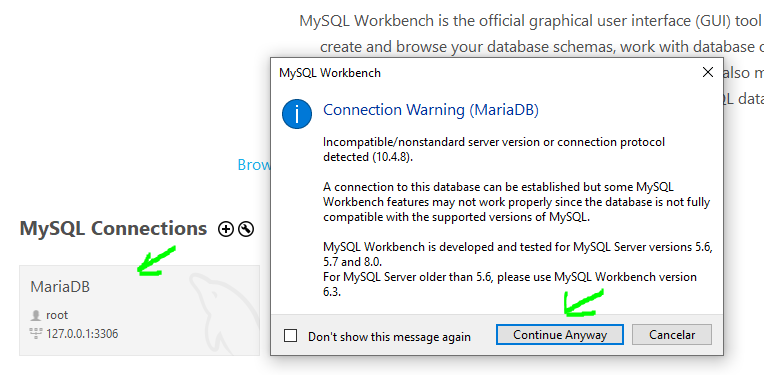 MySQL Workbench is the official graphical user interface (GUI) tool
create and browse your database schemas, work with database
also m
QL data
Brow
MySQL Workbench
Connection Warning (MariaDB)
Incompatible/nonstandard server version or connection protocol
detected (10.4.8).
A connection to this database can be established but some MySQL
Workbench features may not work properly since the database is not fully
compatible with the supported versions of MySQL.
MySQL Workbench is developed and tested for MySQL Server versions 5.6,
5.7 and 8.0.
For MySQL Server older than 5.6, please use MySQL Workbench version
6.3.
Don't show this message again
Continue Anyway
Cancelar
MySQL Connections
MariaDB
root
127.0.0.1:3306